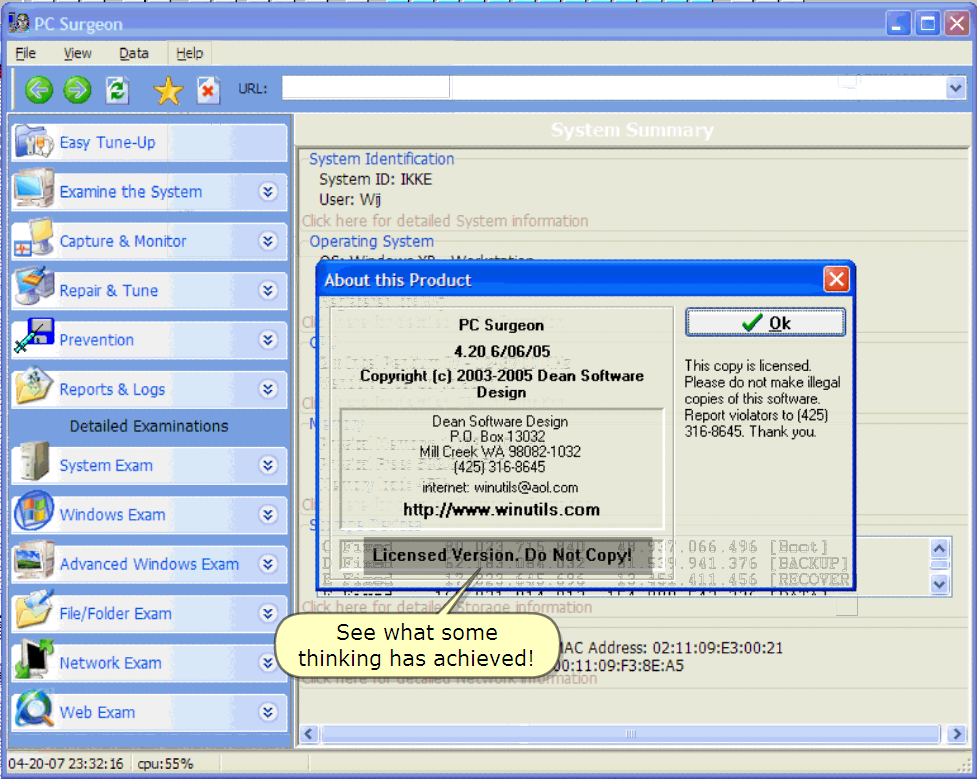 PC Surgeon
File View Data Help
URL:
System Summary
Easy Tune-Up
Examine the System
Capture & Monitor
Repair & Tune
Prevention
Reports & Logs
Detailed Examinations
System Exam
Windows Exam
Advanced Windows Exam
File/Folder Exam
Network Exam
Web Exam
System Identification
System ID: IKKE
User: Wij
Click here for detailed System information
Operating System
OS: Windows XP - Workstation
About this Product
PC Surgeon
4.20 6/06/05
Copyright (c) 2003-2005 Dean Software
Design
Dean Software Design
P.O. Box 13032
Mill Creek WA 98082-1032
(425) 316-8645
internet: winutils@aol.com
http://www.winutils.com
Licensed Version. Do Not Copy!
Ok
This copy is licensed.
Please do not make illegal
copies of this software.
Report violators to (425)
316-8645. Thank you.
[Boot]
941.376 [BACKUP]
411.456 [RECOVER
Click here for detailed Storage information
See what some
thinking has achieved!
MAC Address: 02:11:09:E3:00:21
00:11:09:F3:8E:A5
Click here for detailed Network information
04-20-07 23:32:16 cpu:55%